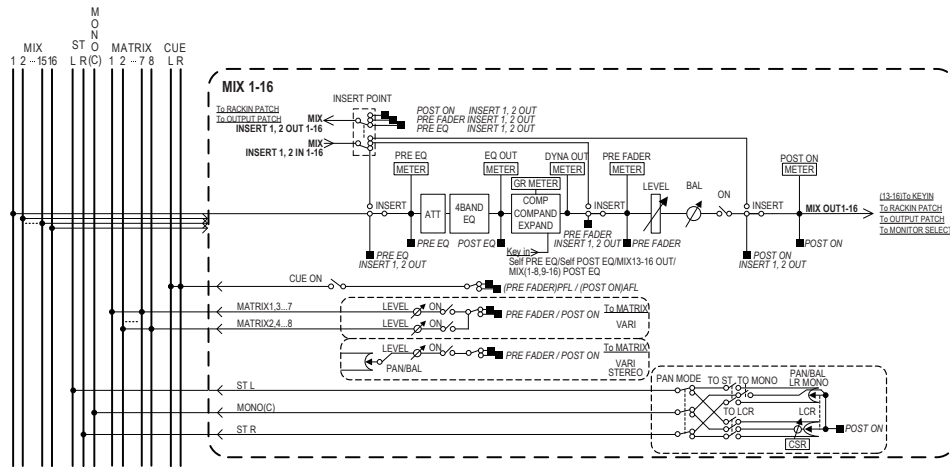 MIX
1 2 ··· 15 16
ST
L R
MONO
(C)
MATRIX
1 2 ··· 7 8
CUE
L R
MIX 1-16
INSERT POINT
To RACKIN PATCH
To OUTPUT PATCH
MIX
INSERT 1, 2 OUT 1-16
MIX
INSERT 1, 2 IN 1-16
POST ON INSERT 1, 2 OUT
PRE FADER INSERT 1, 2 OUT
PRE EQ INSERT 1, 2 OUT
PRE EQ
METER
EQ OUT
METER
DYNA OUT
METER
PRE FADER
METER
POST ON
METER
GR METER
INSERT
ATT
4BAND
EQ
COMP
COMPAND
EXPAND
INSERT
LEVEL
BAL
ON
INSERT
MIX OUT1-16
(13-16)To KEYIN
To RACKIN PATCH
To OUTPUT PATCH
To MONITOR SELECT
PRE EQ
POST EQ
PRE FADER
INSERT 1, 2 OUT
PRE FADER
POST ON
PRE EQ
INSERT 1, 2 OUT
Key in
Self PRE EQ/Self POST EQ/MIX13-16 OUT/
MIX(1-8,9-16) POST EQ
POST ON
INSERT 1, 2 OUT
CUE ON
(PRE FADER)PFL / (POST ON)AFL
MATRIX1,3...7
LEVEL
ON
PRE FADER / POST ON
To MATRIX
MATRIX2,4...8
LEVEL
ON
VARI
LEVEL
ON
PRE FADER / POST ON
To MATRIX
PAN/BAL
VARI
STEREO
ST L
MONO(C)
ST R
PAN MODE
TO ST
TO MONO
PAN/BAL
LR MONO
TO LCR
LCR
CSR
POST ON